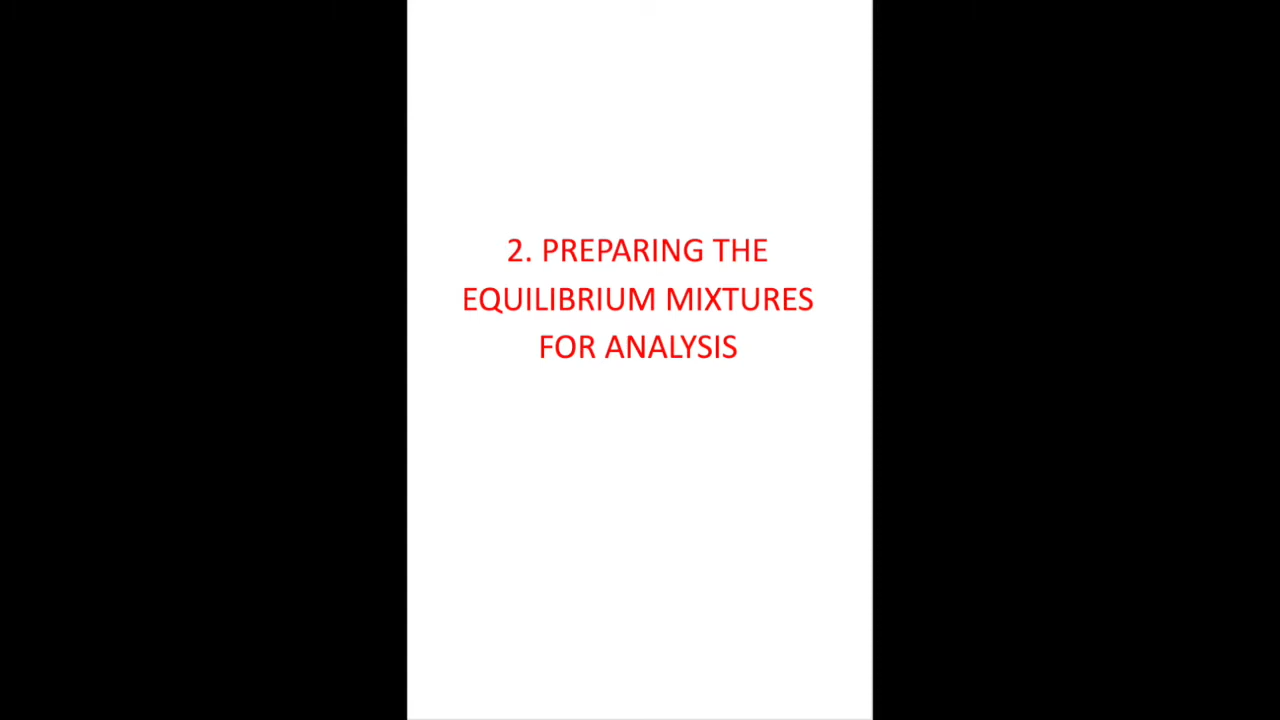 2. PREPARING THE
EQUILIBRIUM MIXTURES
FOR ANALYSIS